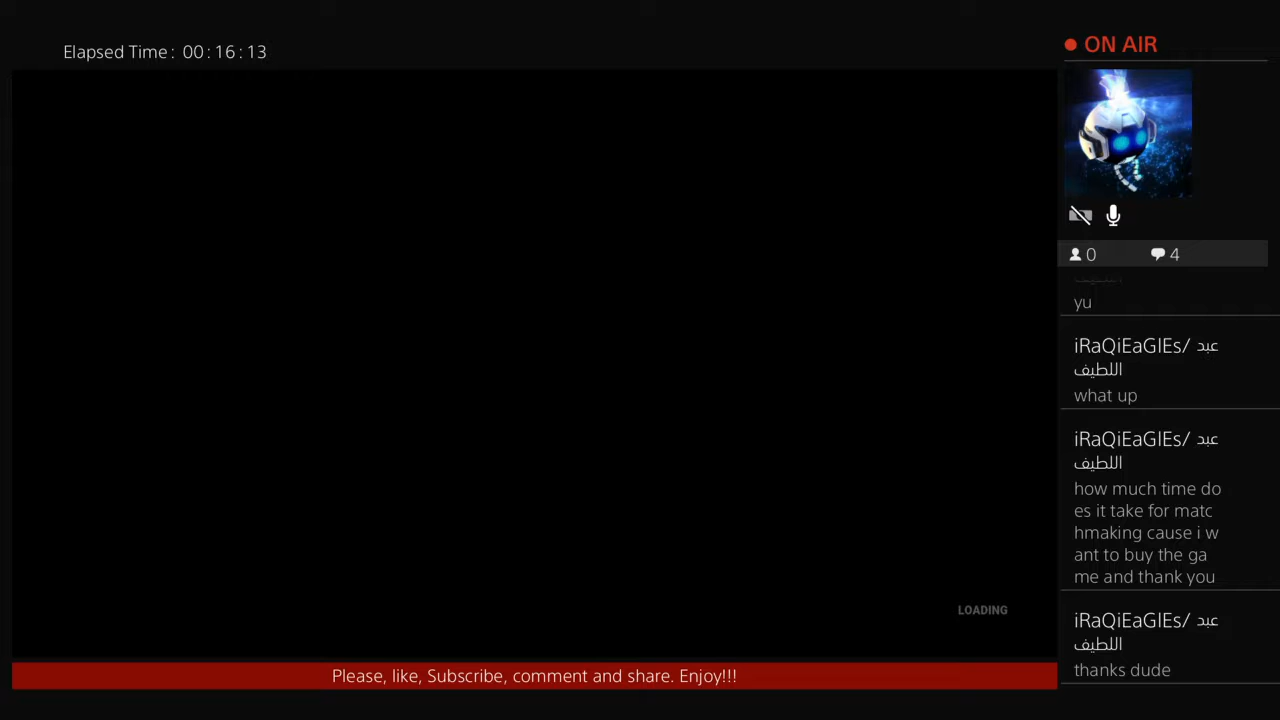 Elapsed Time: 00:16:13
ON AIR
0 4
yu
iRaQiEaGlEs/ عبد
اللطيف
what up
iRaQiEaGlEs/ عبد
اللطيف
how much time do
es it take for matc
hmaking cause i w
ant to buy the ga
me and thank you
iRaQiEaGlEs/ عبد
اللطيف
thanks dude
LOADING
Please, like, Subscribe, comment and share. Enjoy!!!